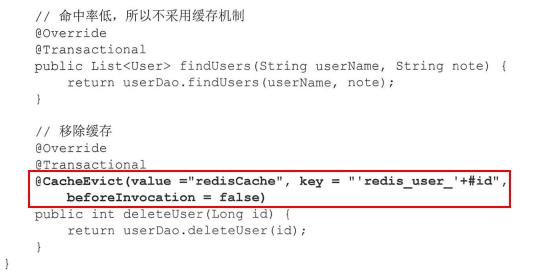 // 命中率低，所以不采用缓存机制
@Override
@Transactional
public List<User> findUsers(String userName, String note) {
return userDao.findUsers(userName, note);
}
// 移除缓存
@Override
@Transactional
@CacheEvict(value ="redisCache", key = "'redis_user_'+#id",
beforeInvocation = false)
public int deleteUser(Long id) {
return userDao.deleteUser(id);
}
}